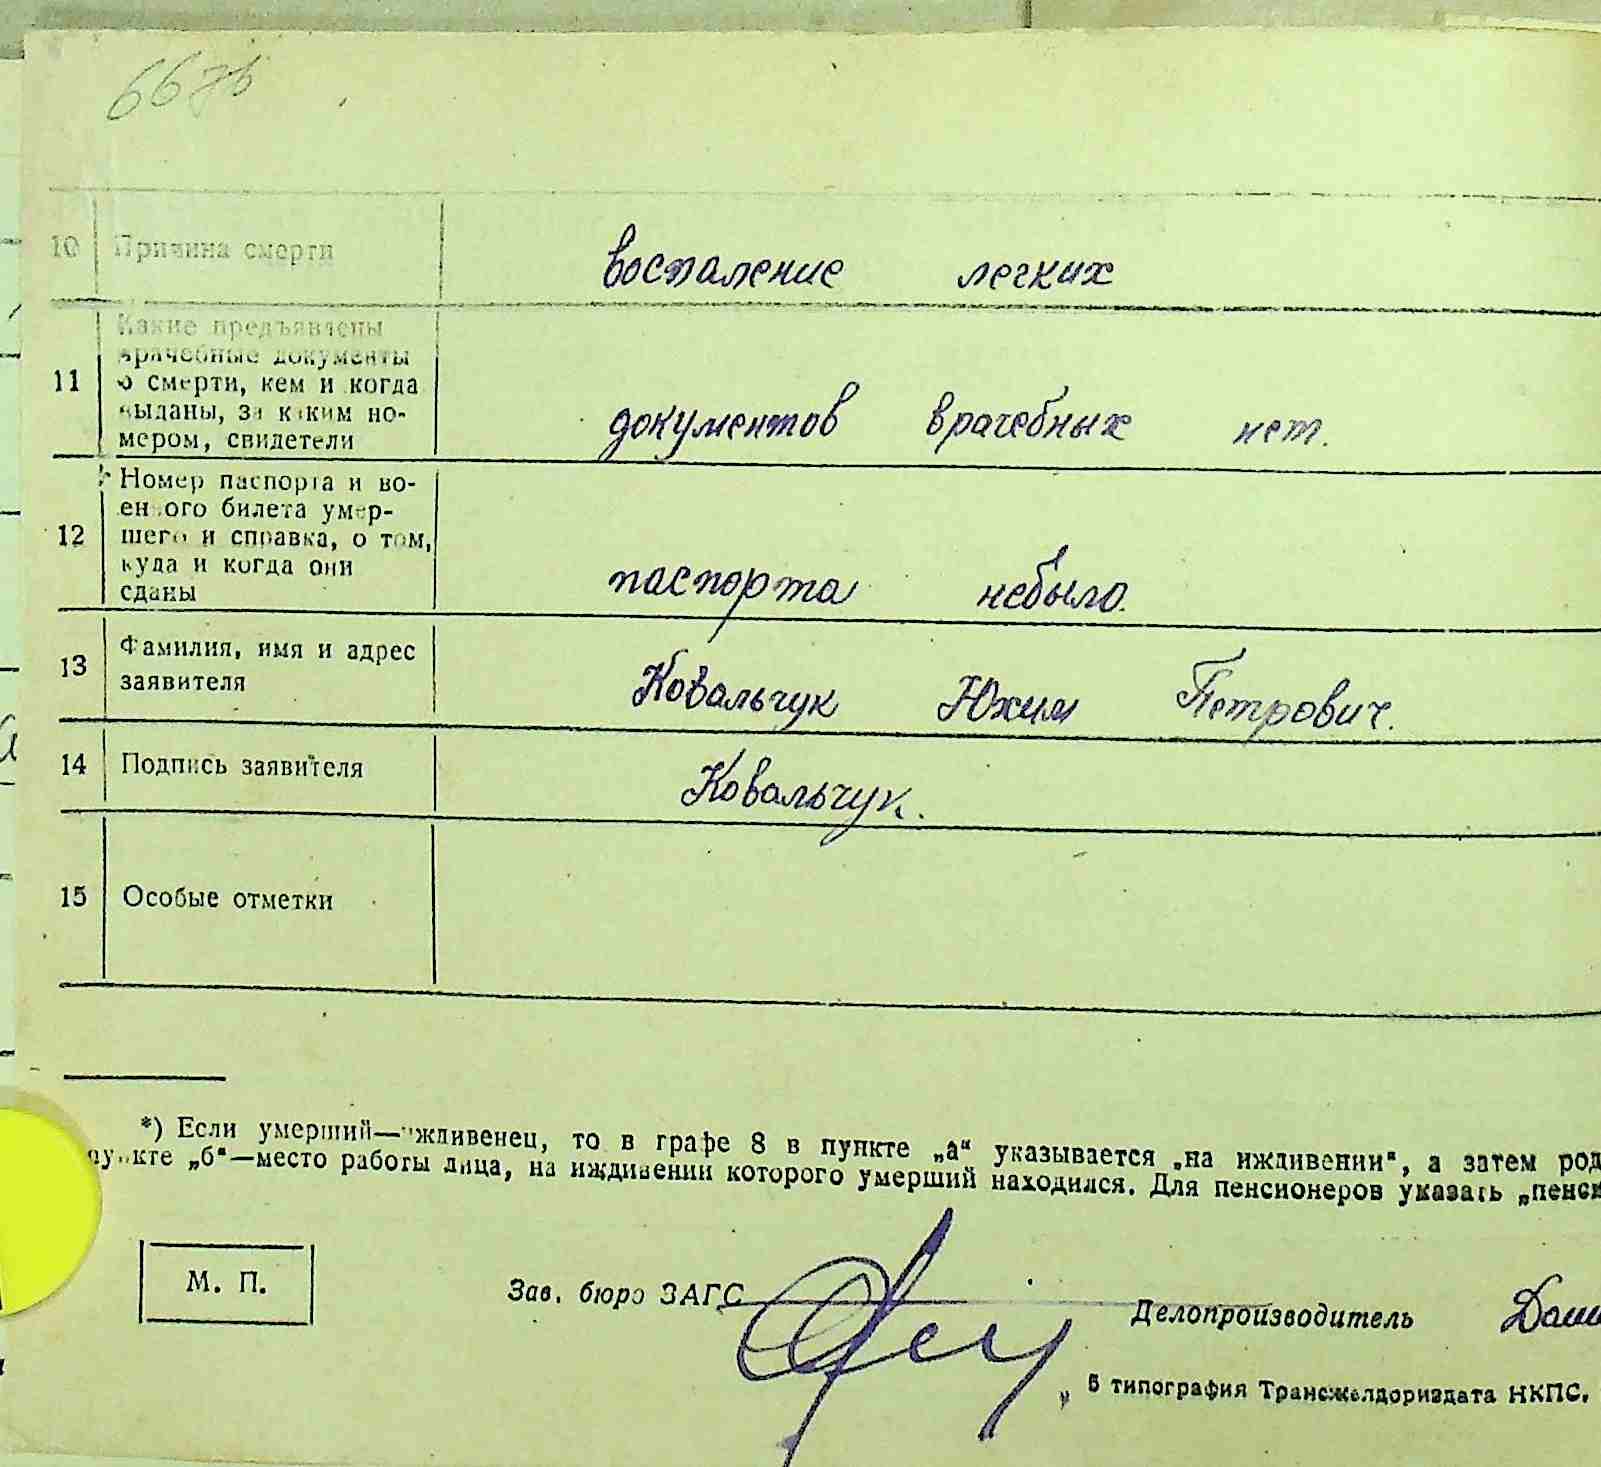 10 Причина смерти воспаление легких
Какие предъявлены
врачебные документы
11 о смерти, кем и когда
выданы, за каким но-
мером, свидетели документов врачебных нет.
Номер паспорта и во-
енного билета умер-
12 шего и справка, о том,
куда и когда они
сданы паспорта небыло.
13 Фамилия, имя и адрес
заявителя Ковальчук Юхим Петрович.
14 Подпись заявителя Ковальчук.
15 Особые отметки
*) Если умерший—иждивенец, то в графе 8 в пункте „а“ указывается „на иждивении“, а затем род
пункте „б“—место работы лица, на иждивении которого умерший находился. Для пенсионеров указать „пенси
М. П.
Зав. бюро ЗАГС
Делопроизводитель
5 типография Трансжелдориздата НКПС.